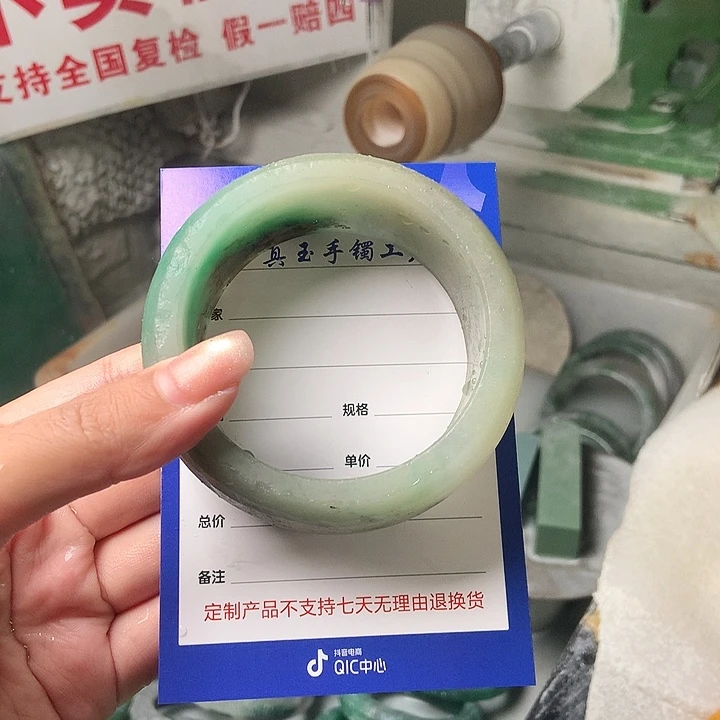 支持全国复检 假一赔四
具玉手镯工
家
规格
单价
总价
备注
定制产品不支持七天无理由退换货
抖音电商
QIC中心